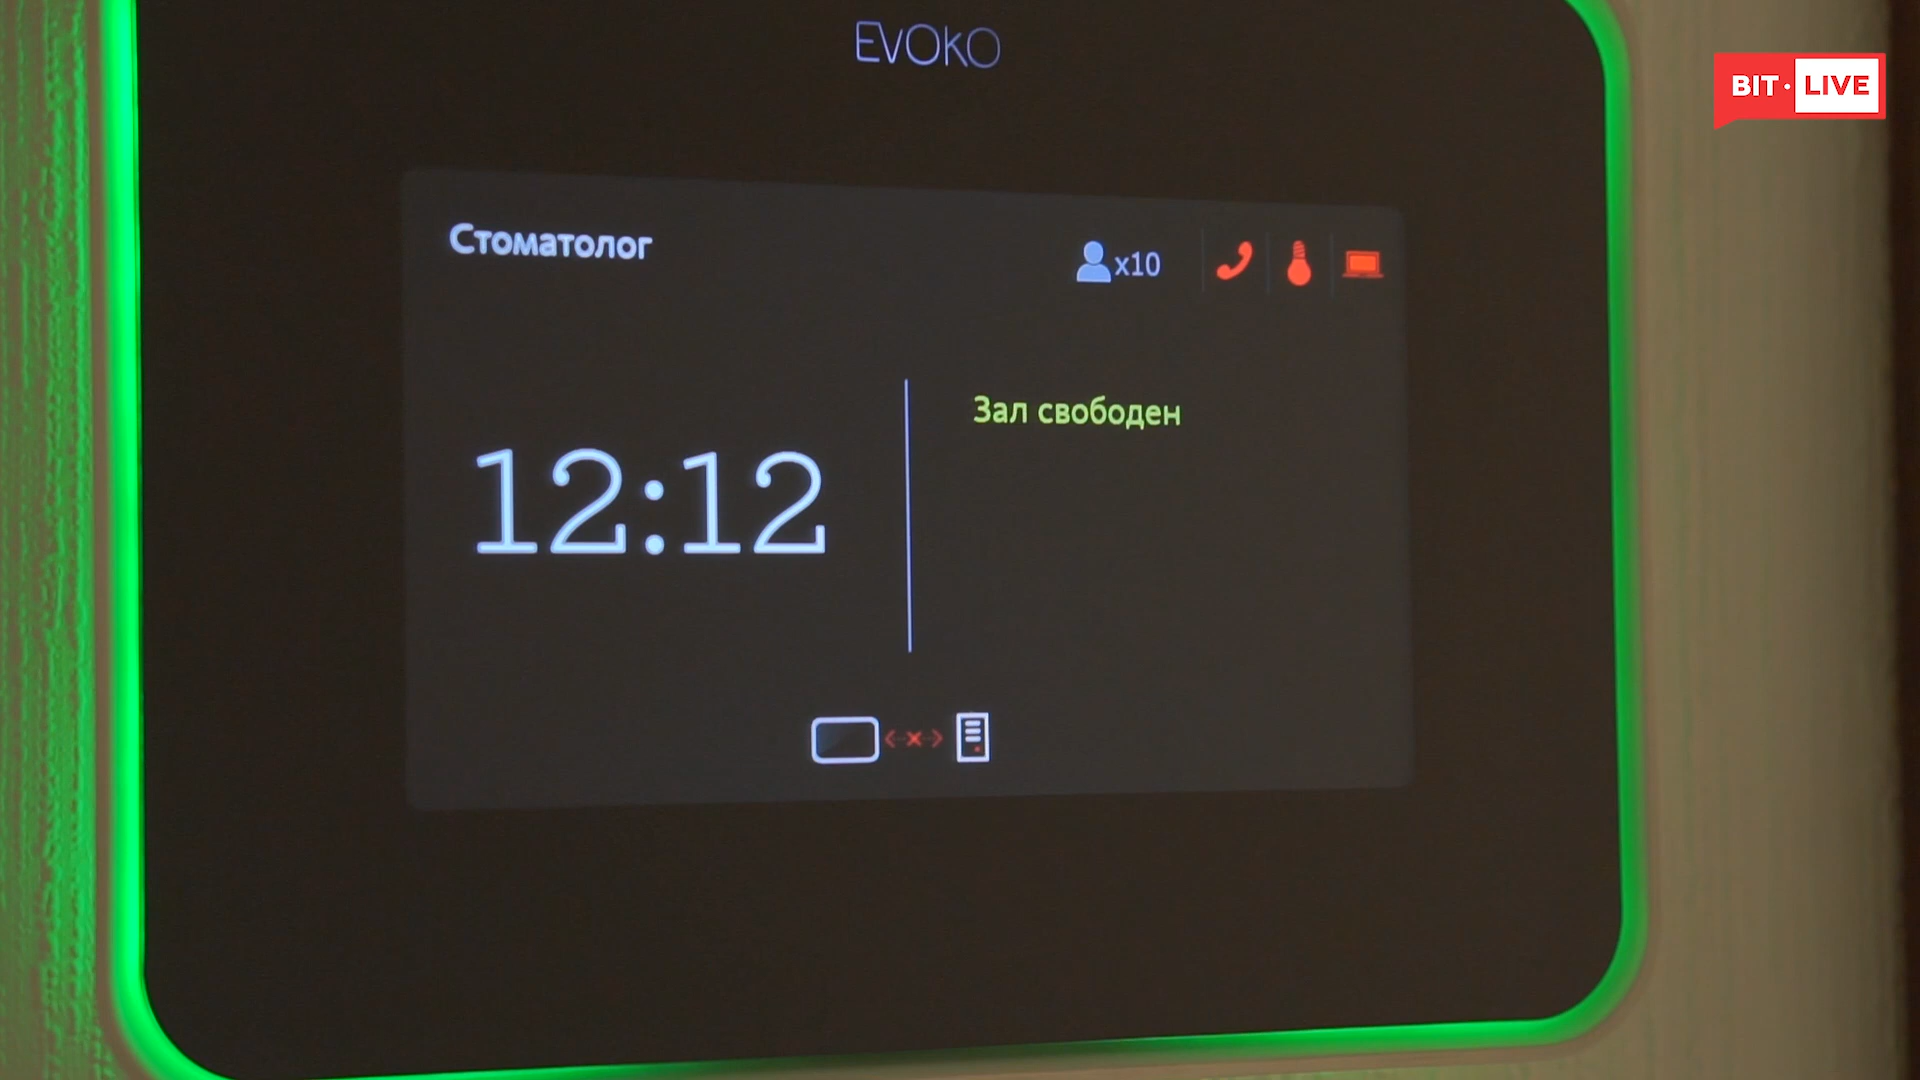 EVOKO
BIT·LIVE
Стоматолог
x10
Зал свободен
12:12